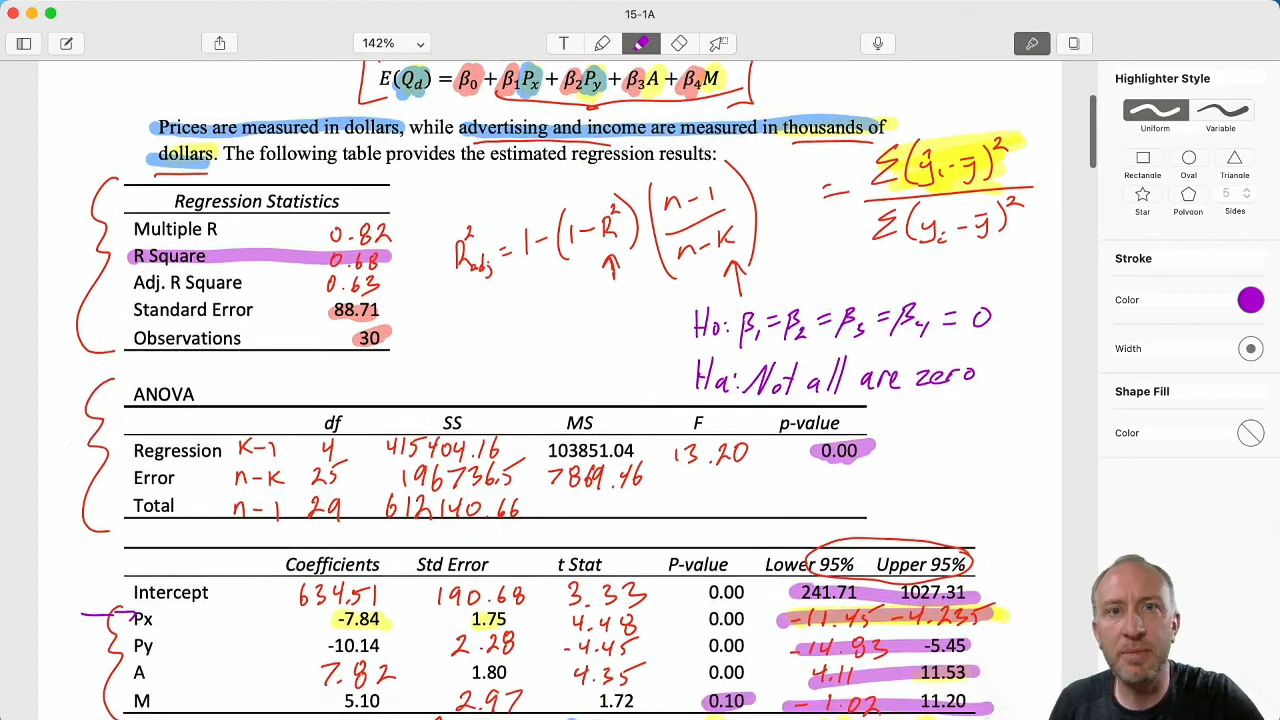 15-1A
142%
Highlighter Style
Uniform Variable
Rectangle Oval Triangle
Star Polygon 5 Sides
Stroke
Color
Width
Shape Fill
Color
E(Qd) = β0 + β1Px + β2Py + β3A + β4M
Prices are measured in dollars, while advertising and income are measured in thousands of
dollars. The following table provides the estimated regression results:
Regression Statistics
Multiple R 0.82
R Square 0.68
Adj. R Square 0.63
Standard Error 88.71
Observations 30
R²adj = 1-(1-R²)(n-1/n-K)
= Σ(ŷi-ȳ)²
Σ(yi-ȳ)²
Ho: β1=β2=β3=β4=0
Ha: Not all are zero
ANOVA
df SS MS F p-value
Regression K-1 4 415404.16 103851.04 13.20 0.00
Error n-K 25 196736.5 7869.46
Total n-1 29 612140.66
Coefficients Std Error t Stat P-value Lower 95% Upper 95%
Intercept 634.51 190.68 3.33 0.00 241.71 1027.31
Px -7.84 1.75 4.48 0.00 -11.45 -4.235
Py -10.14 2.28 -4.45 0.00 -14.83 -5.45
A 7.82 1.80 4.35 0.00 4.11 11.53
M 5.10 2.97 1.72 0.10 -1.02 11.20